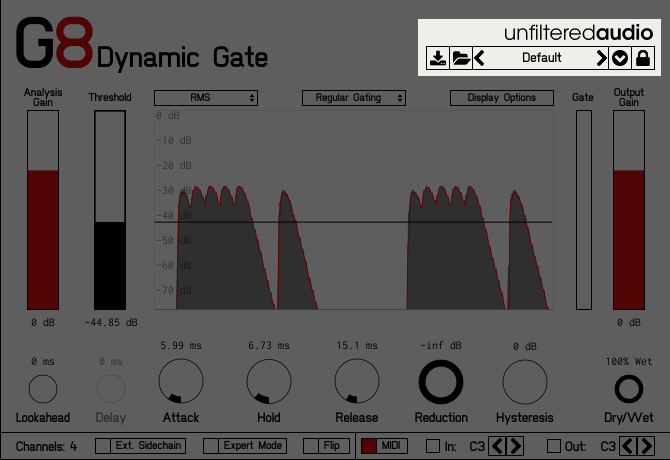 G8 Dynamic Gate
unfilteredaudio
Default
Analysis Gain
Threshold
RMS
Regular Gating
Display Options
Gate
Output Gain
0 dB
-10 dB
-20 dB
-30 dB
-40 dB
-50 dB
-60 dB
-70 dB
0 dB
-44.85 dB
0 dB
0 ms
0 ms
5.99 ms
6.73 ms
15.1 ms
-inf dB
0 dB
100% Wet
Lookahead
Delay
Attack
Hold
Release
Reduction
Hysteresis
Dry/Wet
Channels: 4
Ext. Sidechain
Expert Mode
Flip
MIDI
In:
C3
Out:
C3